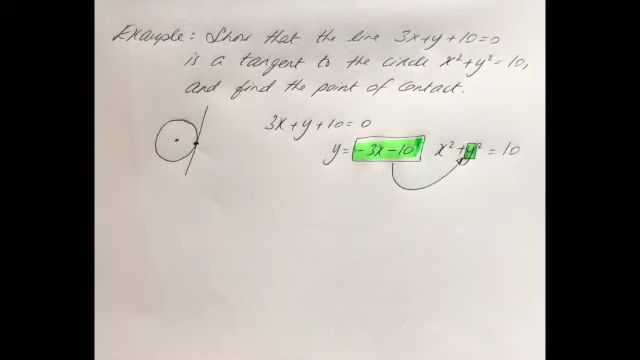 Example: Show that the line 3x+y+10=0
is a tangent to the circle x²+y²=10,
and find the point of contact.
3x+y+10=0
y=-3x-10 x²+y²=10